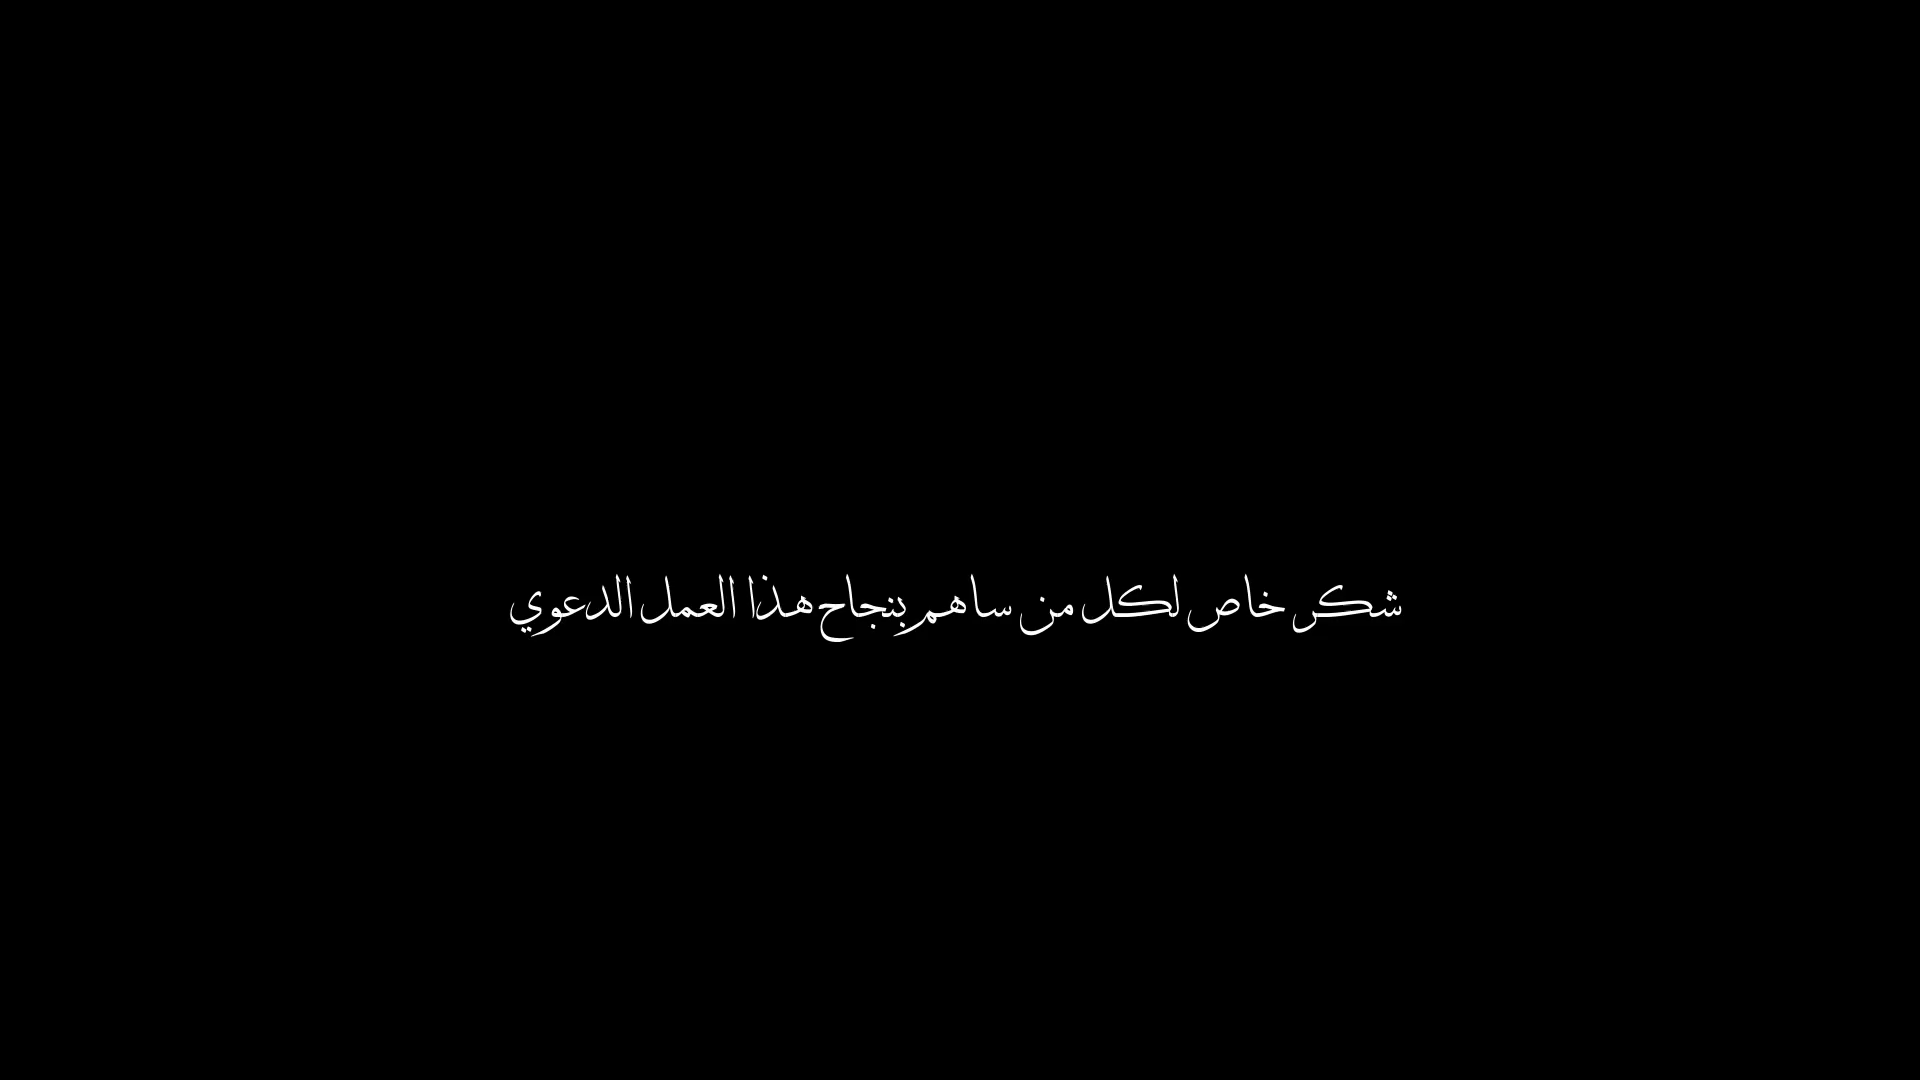 شكر خاص لكل من ساهم بنجاح هذا العمل الدعوي